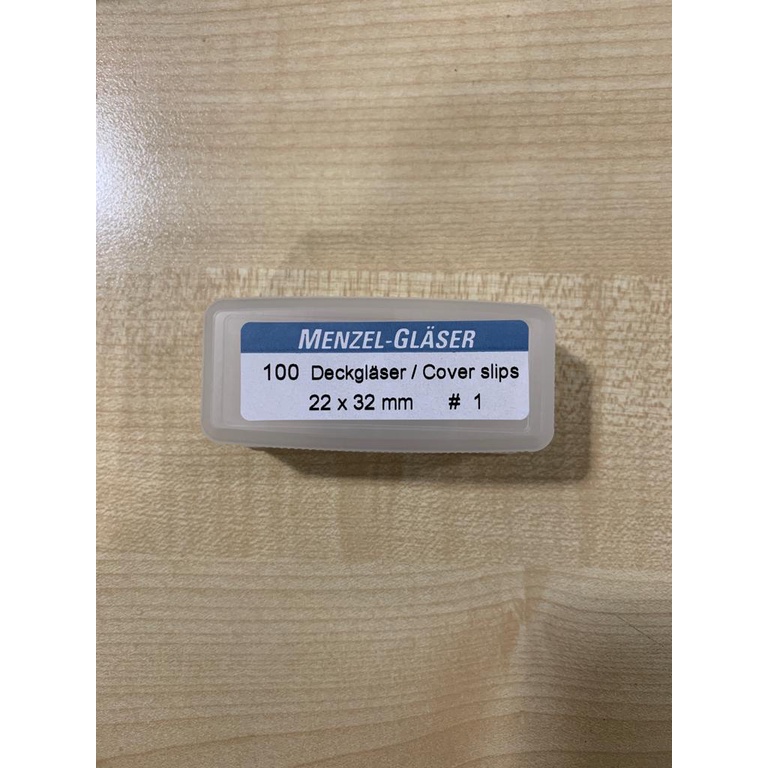 MENZEL-GLÄSER
100 Deckgläser / Cover slips
22 x 32 mm # 1